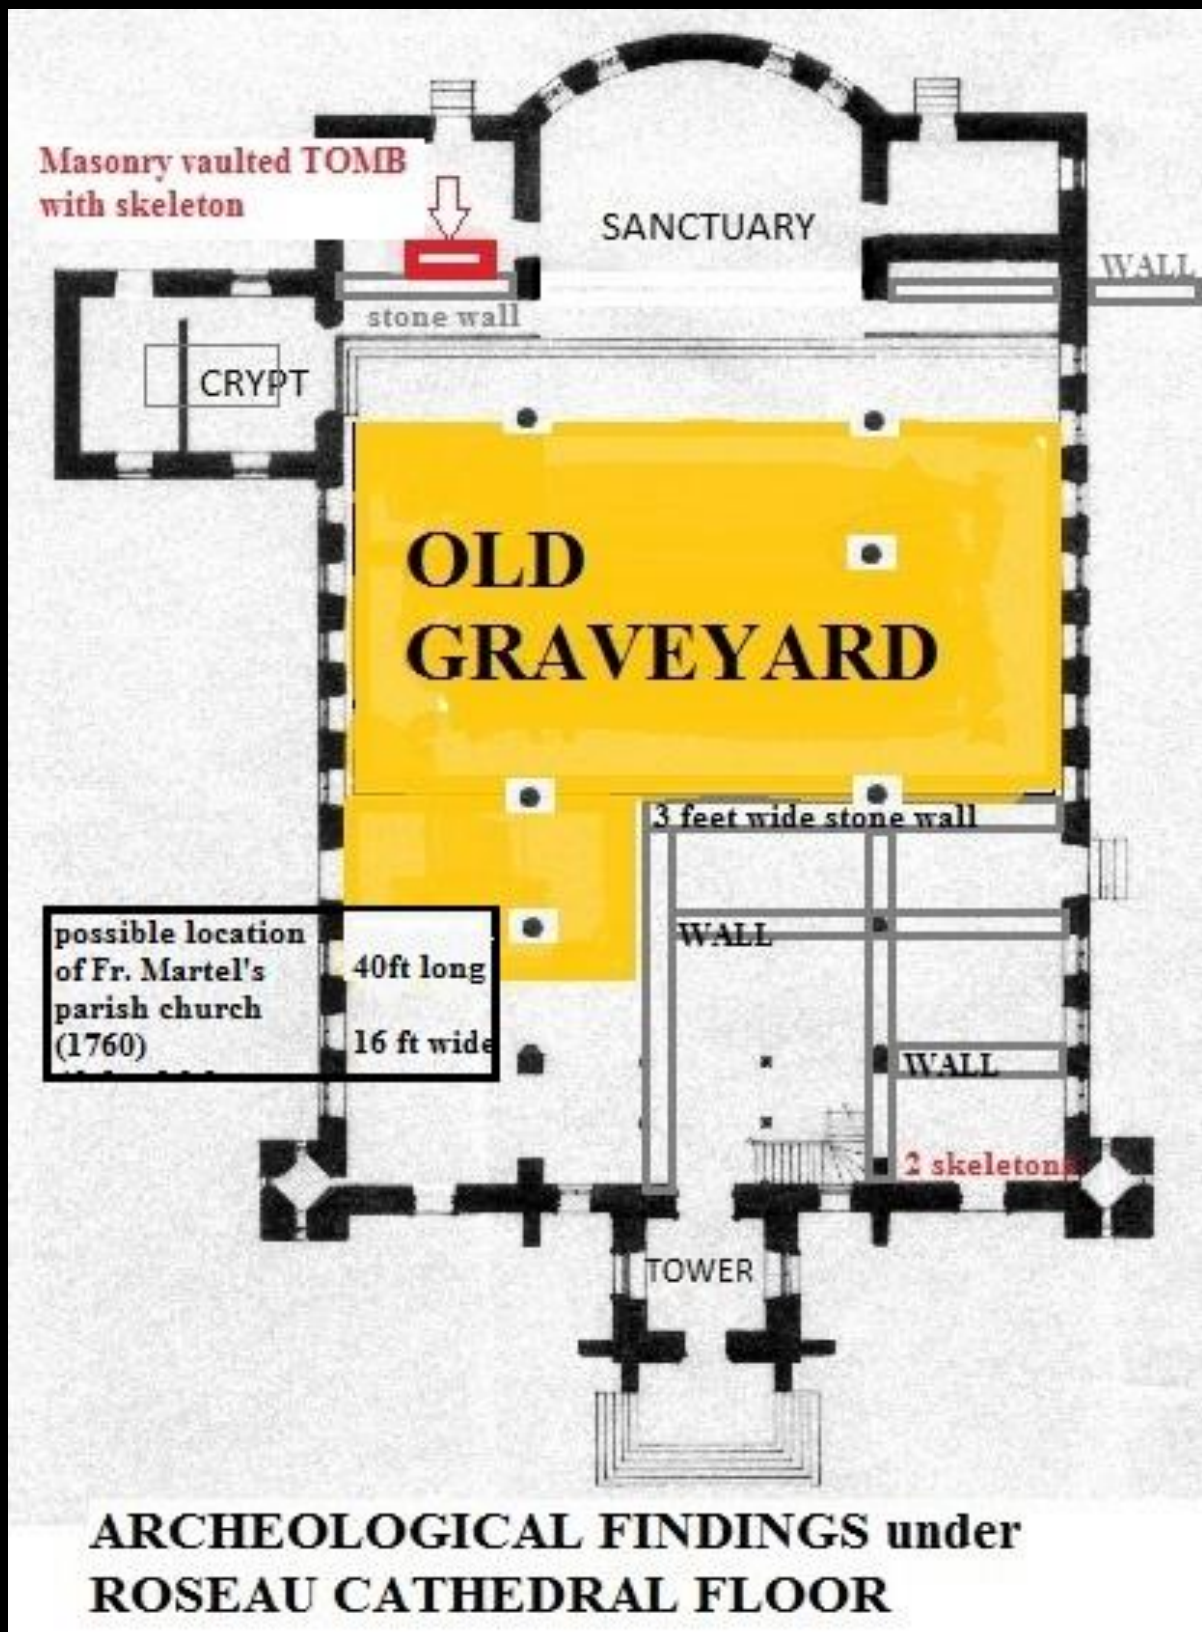 Masonry vaulted TOMB
with skeleton
SANCTUARY
WALL
stone wall
CRYPT
OLD
GRAVEYARD
3 feet wide stone wall
WALL
possible location
of Fr. Martel's
parish church
(1760)
40ft long
16 ft wide
WALL
2 skeletons
TOWER
ARCHEOLOGICAL FINDINGS under
ROSEAU CATHEDRAL FLOOR